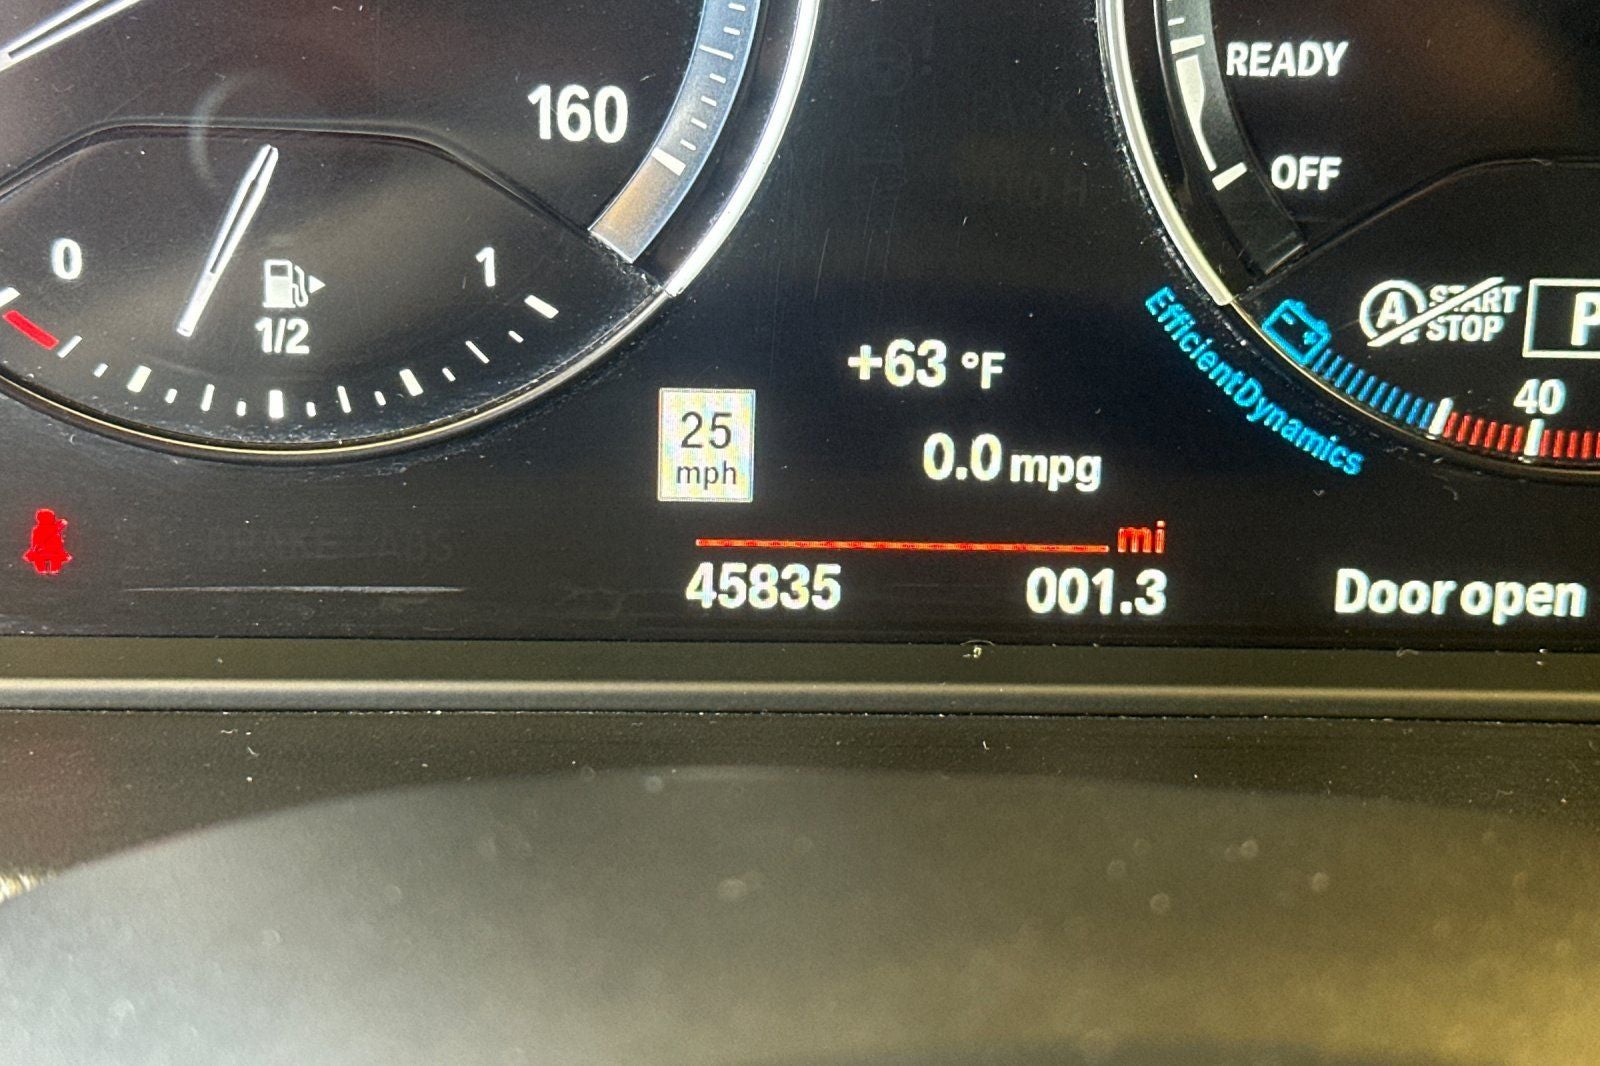 160
READY
OFF
0
1
1/2
A START
STOP
P
40
EfficientDynamics
+63 °F
25
mph
0.0 mpg
mi
45835
001.3
Door open